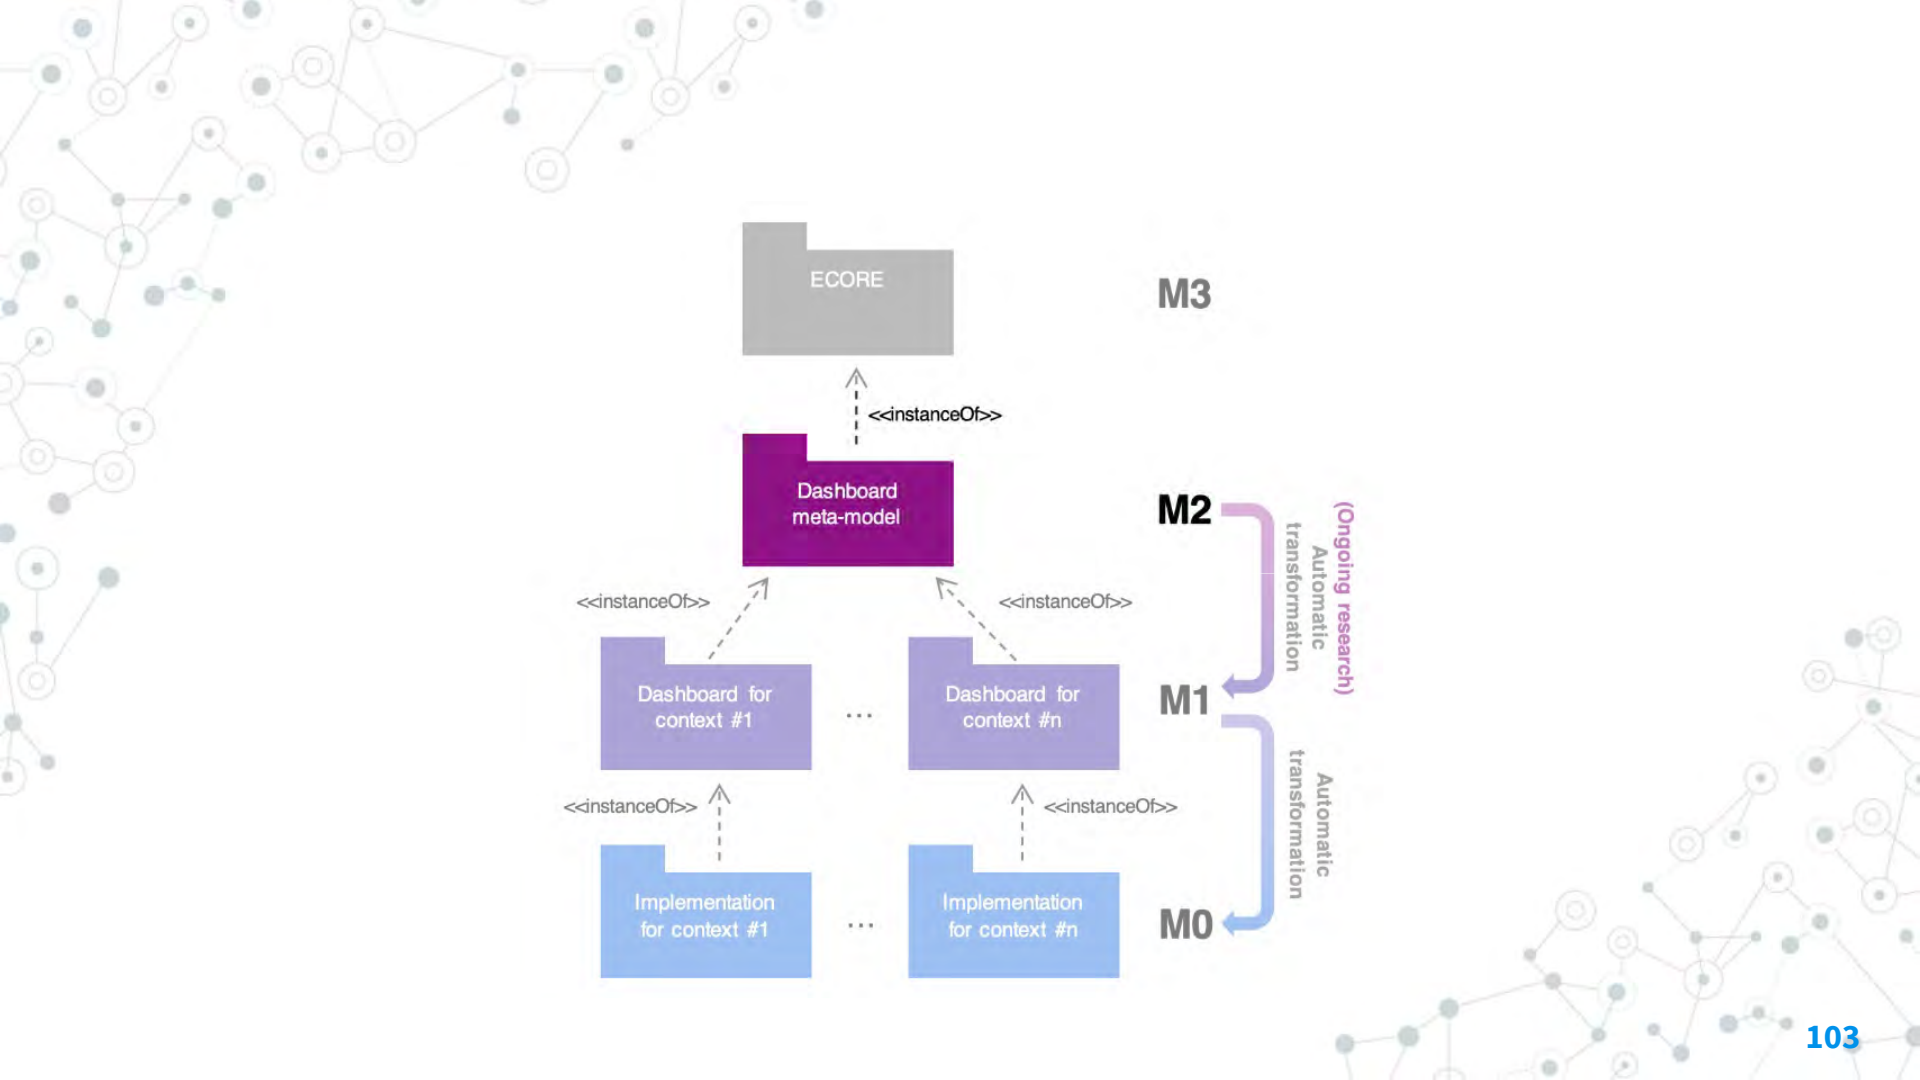 ECORE
M3
<<instanceOf>>
Dashboard
meta-model
M2
(Ongoing research)
Automatic
transformation
<<instanceOf>>
<<instanceOf>>
Dashboard for
context #1
...
Dashboard for
context #n
M1
<<instanceOf>>
<<instanceOf>>
Automatic
transformation
Implementation
for context #1
...
Implementation
for context #n
M0
103